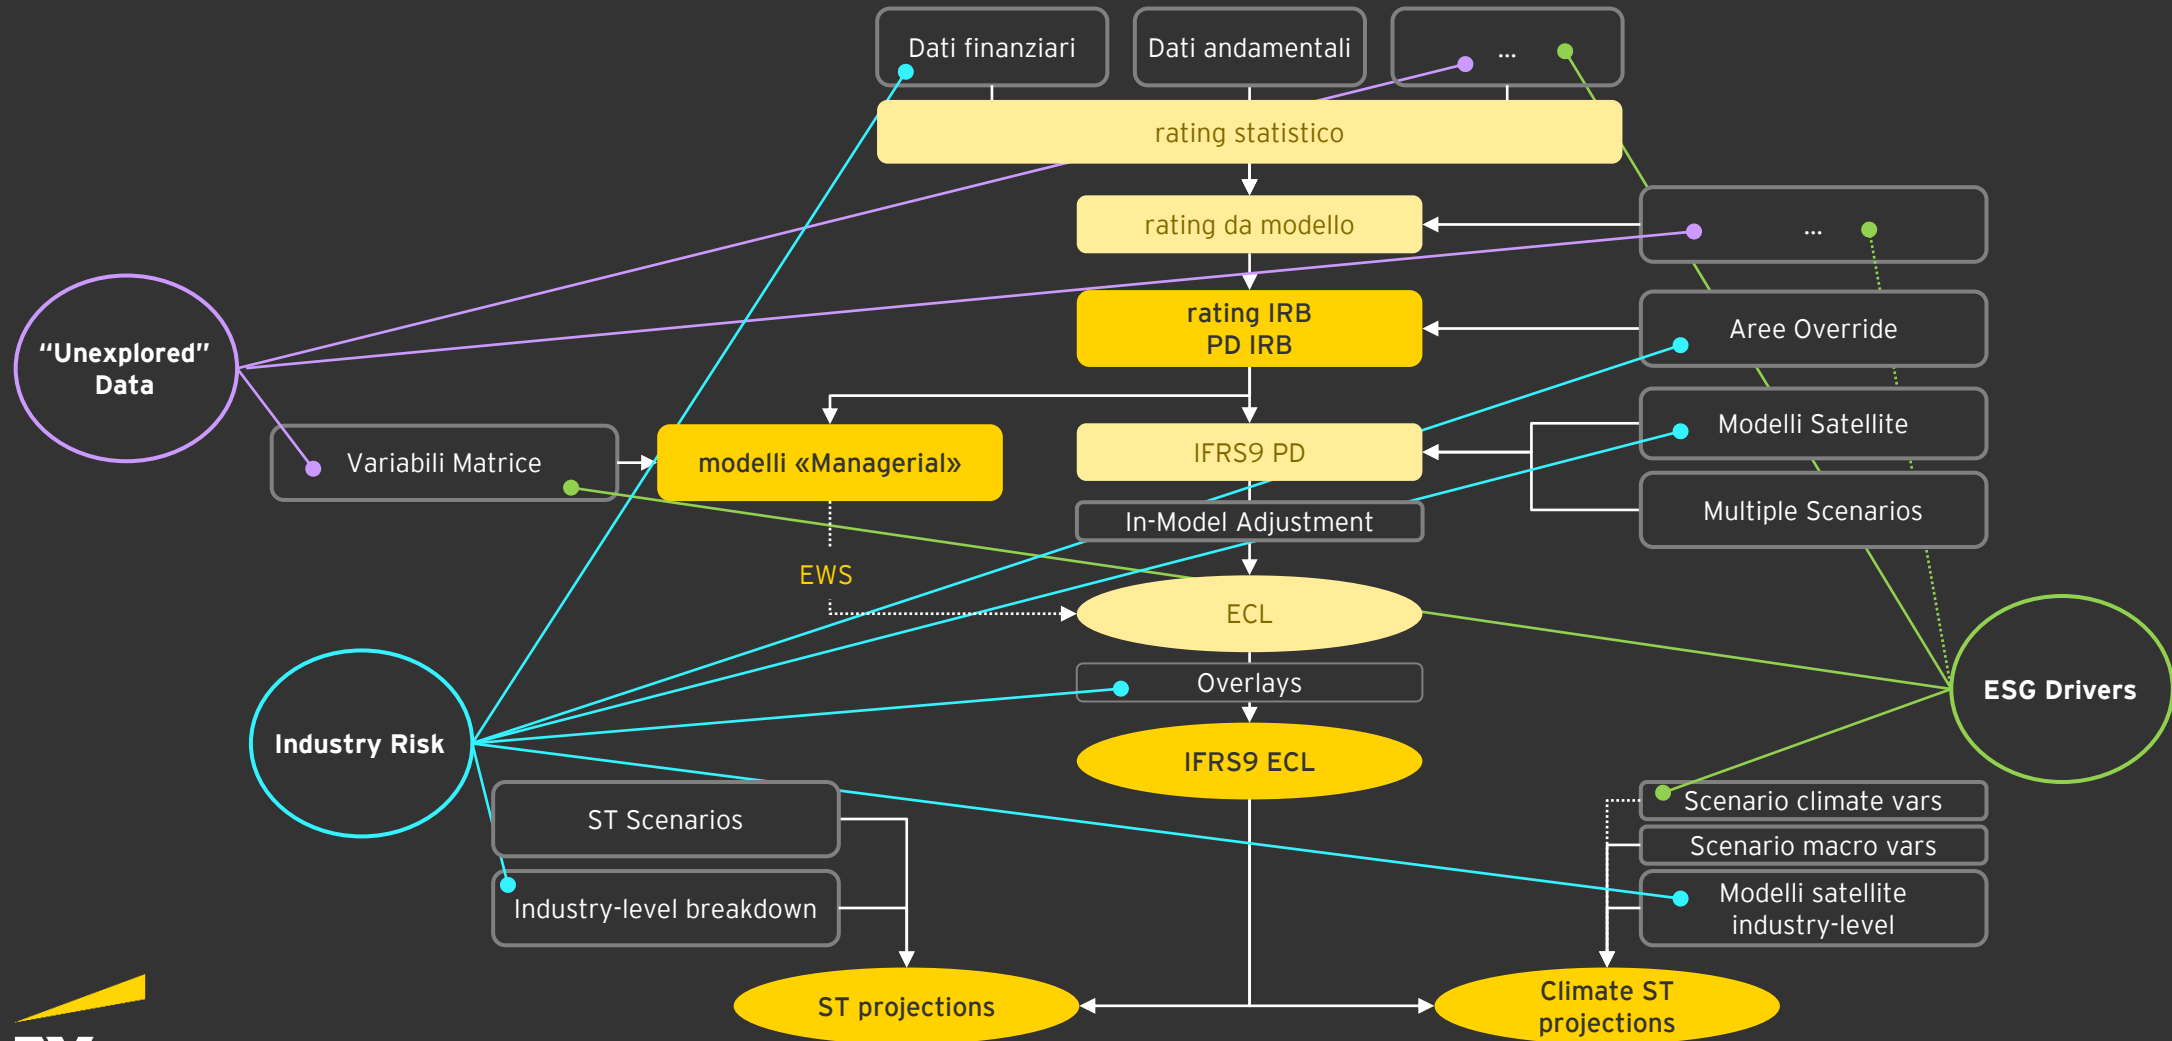 Dati finanziari
Dati andamentali
...
rating statistico
rating da modello
...
rating IRB
PD IRB
Aree Override
“Unexplored”
Data
Variabili Matrice
modelli «Managerial»
IFRS9 PD
Modelli Satellite
Multiple Scenarios
In-Model Adjustment
EWS
ECL
Overlays
ESG Drivers
Industry Risk
IFRS9 ECL
ST Scenarios
Scenario climate vars
Scenario macro vars
Industry-level breakdown
Modelli satellite
industry-level
ST projections
Climate ST
projections